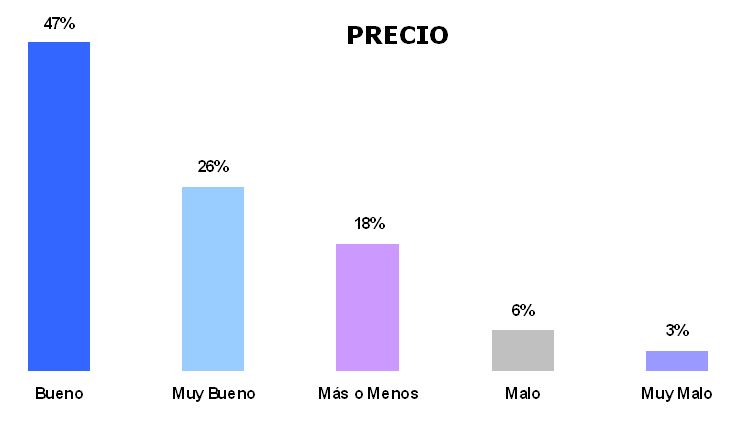 47%
PRECIO
26%
18%
6%
3%
Bueno
Muy Bueno
Más o Menos
Malo
Muy Malo